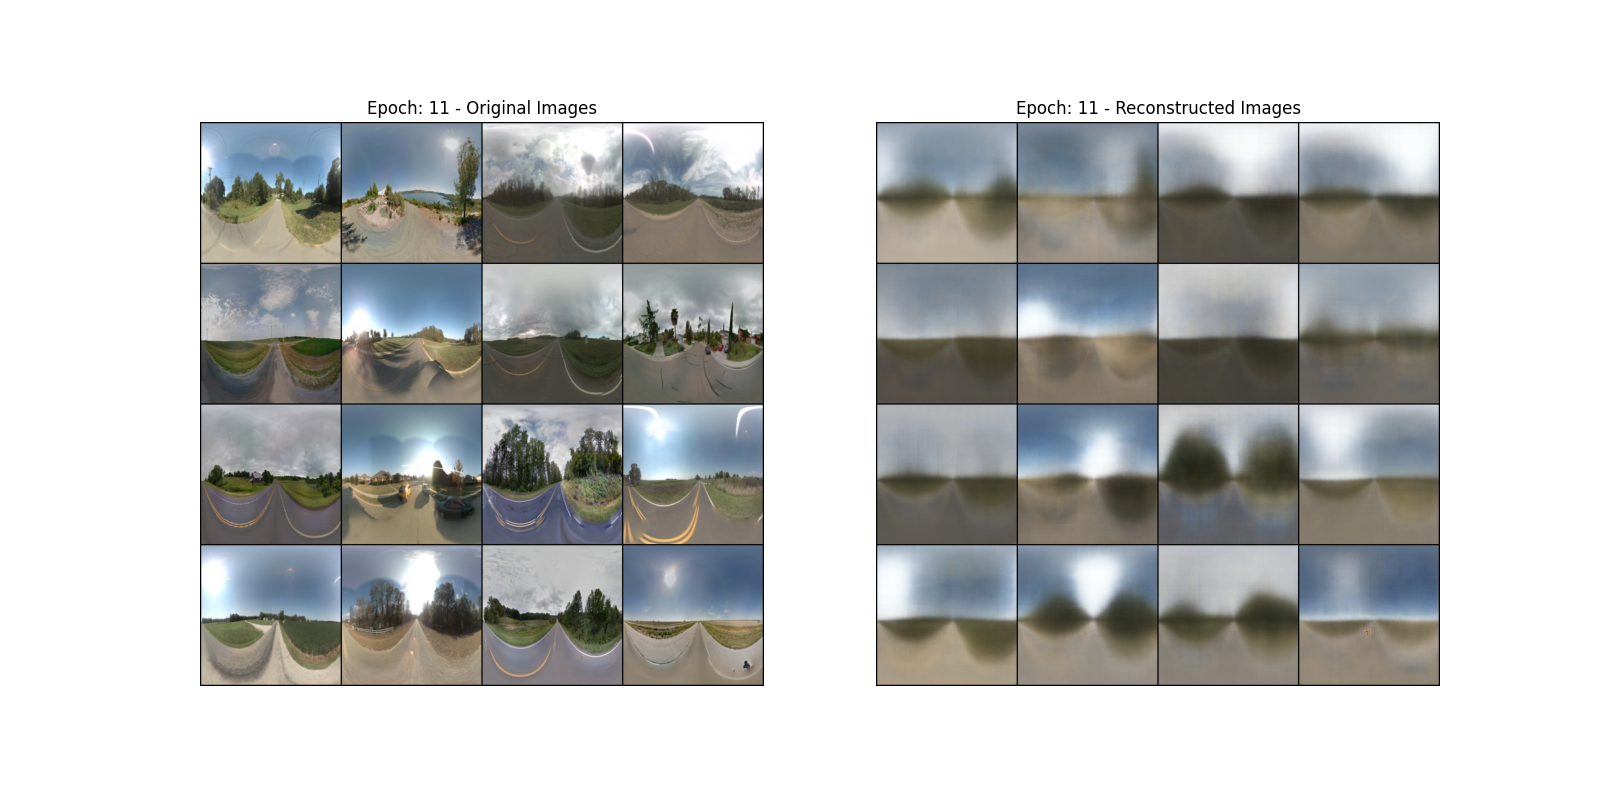 Epoch: 11 - Original Images
Epoch: 11 - Reconstructed Images